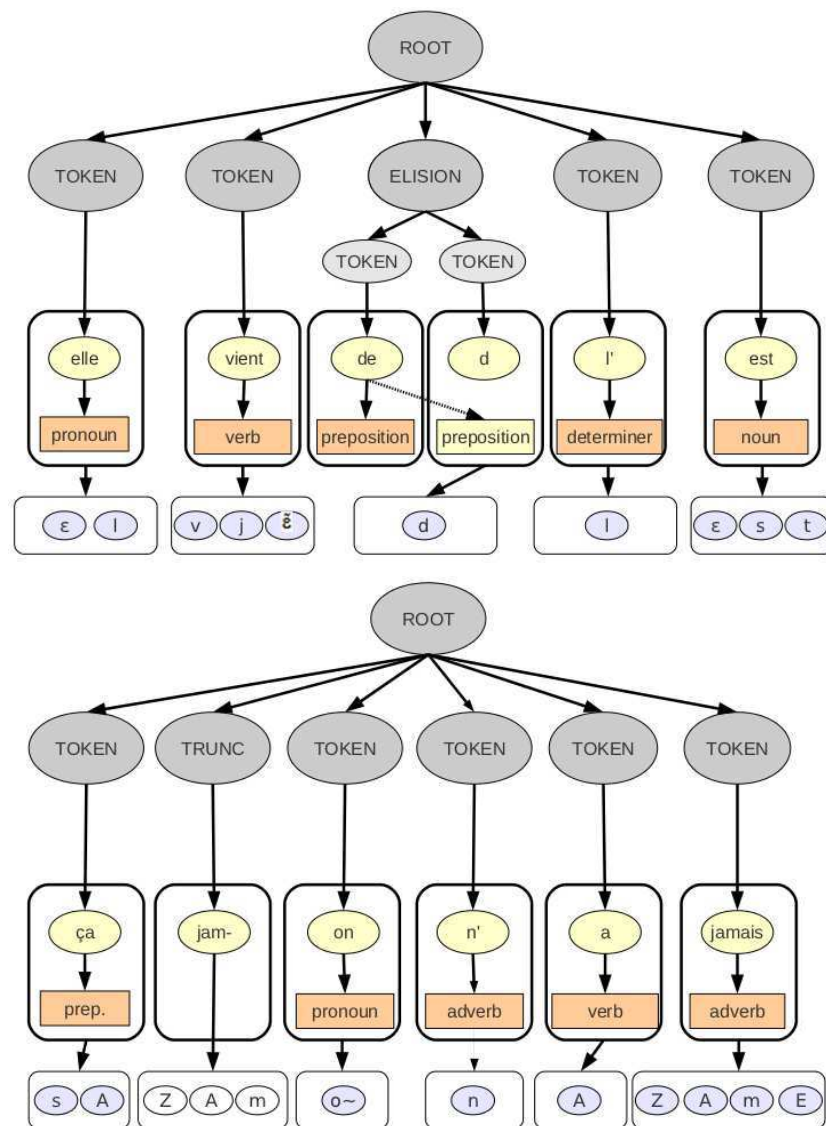 ROOT
TOKEN TOKEN ELISION TOKEN TOKEN
TOKEN TOKEN
elle vient de d l' est
pronoun verb preposition preposition determiner noun
ɛ l v j ɛ̃ d l ɛ s t
ROOT
TOKEN TRUNC TOKEN TOKEN TOKEN TOKEN
ça jam- on n' a jamais
prep. pronoun adverb verb adverb
s A Z A m o~ n A Z A m E